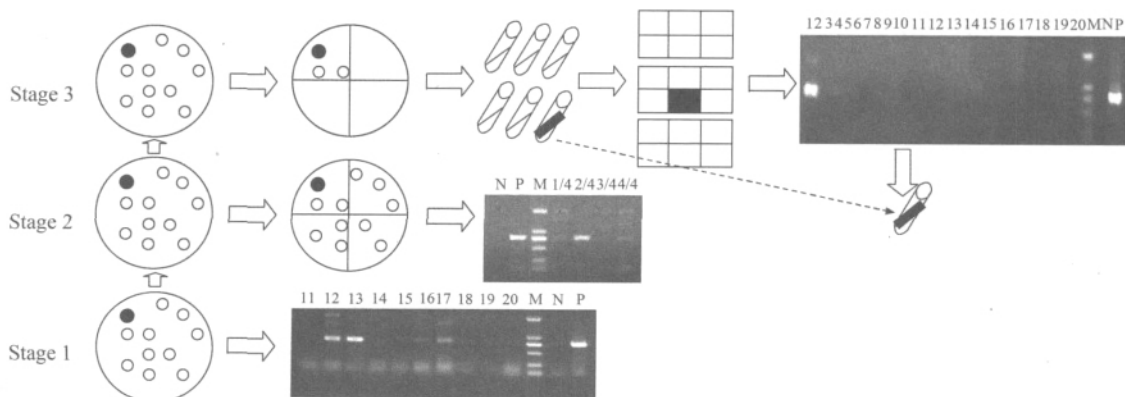 12 3 4 5 6 7 8 9 10 11 12 13 14 15 16 17 18 19 20 M N P
Stage 3
N P M 1/4 2/4 3/4 4/4
Stage 2
11 12 13 14 15 16 17 18 19 20 M N P
Stage 1